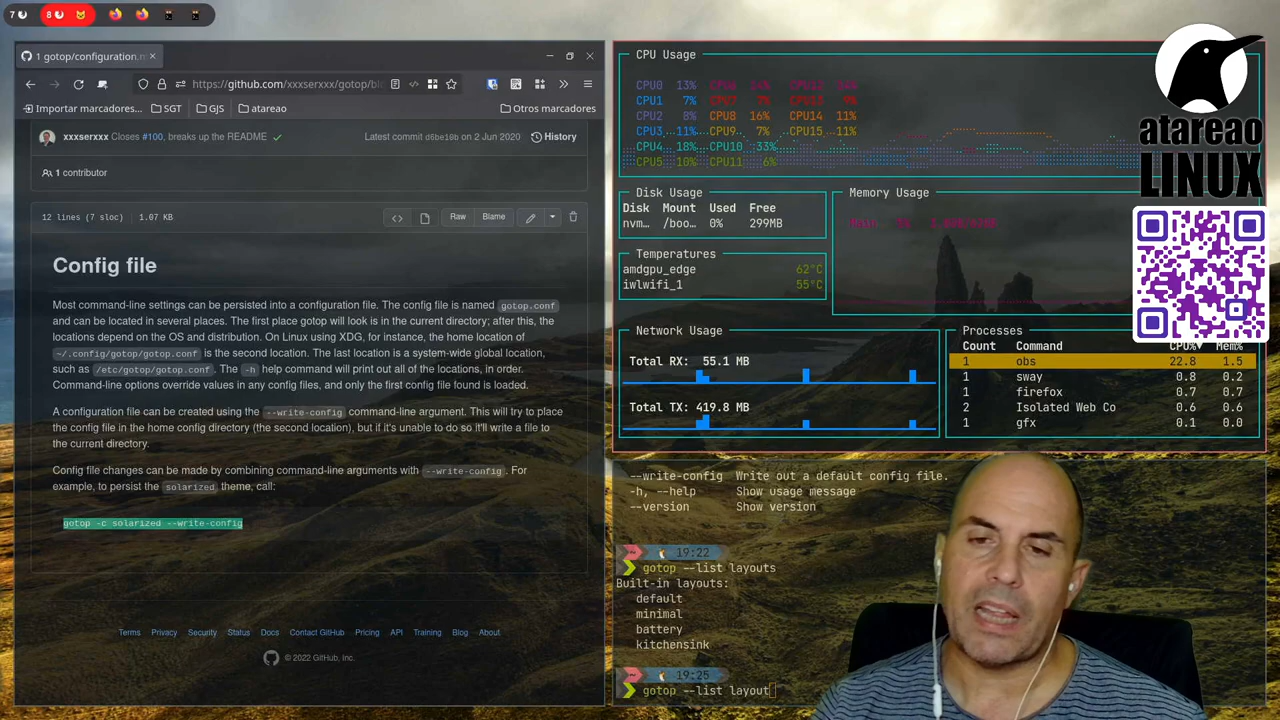 7 8
1 gotop/configuration.n
https://github.com/xxxserxxx/gotop/bl
Importar marcadores... SGT GJS atareao Otros marcadores
xxxserxxx Closes #100, breaks up the README Latest commit d6be10b on 2 Jun 2020 History
1 contributor
12 lines (7 sloc) 1.07 KB Raw Blame
Config file
Most command-line settings can be persisted into a configuration file. The config file is named gotop.conf
and can be located in several places. The first place gotop will look is in the current directory; after this, the
locations depend on the OS and distribution. On Linux using XDG, for instance, the home location of
~/.config/gotop/gotop.conf is the second location. The last location is a system-wide global location,
such as /etc/gotop/gotop.conf. The -h help command will print out all of the locations, in order.
Command-line options override values in any config files, and only the first config file found is loaded.
A configuration file can be created using the --write-config command-line argument. This will try to place
the config file in the home config directory (the second location), but if it's unable to do so it'll write a file to
the current directory.
Config file changes can be made by combining command-line arguments with --write-config. For
example, to persist the solarized theme, call:
gotop -c solarized --write-config
Terms Privacy Security Status Docs Contact GitHub Pricing API Training Blog About
© 2022 GitHub, Inc.
CPU Usage
CPU0 13%
CPU1 7% CPU7 9%
CPU2 8% CPU8 16% CPU14 11%
CPU3 11% CPU9 7% CPU15 11%
CPU4 18% CPU10 33%
CPU5 10% CPU11 6%
Disk Usage
Disk Mount Used Free
nvm… /boo… 0% 299MB
Temperatures
amdgpu_edge 62°C
iwlwifi_1 55°C
Memory Usage
Main
Network Usage
Total RX: 55.1 MB
Total TX: 419.8 MB
Processes
Count Command CPU%▼ Mem%
1 obs 22.8 1.5
1 sway 0.8 0.2
1 firefox 0.7 0.7
2 Isolated Web Co 0.6 0.6
1 gfx 0.1 0.0
--write-config Write out a default config file.
-h, --help Show usage message
--version Show version
19:22
gotop --list layouts
Built-in layouts:
default
minimal
battery
kitchensink
19:25
gotop --list layout
atareao
LINUX